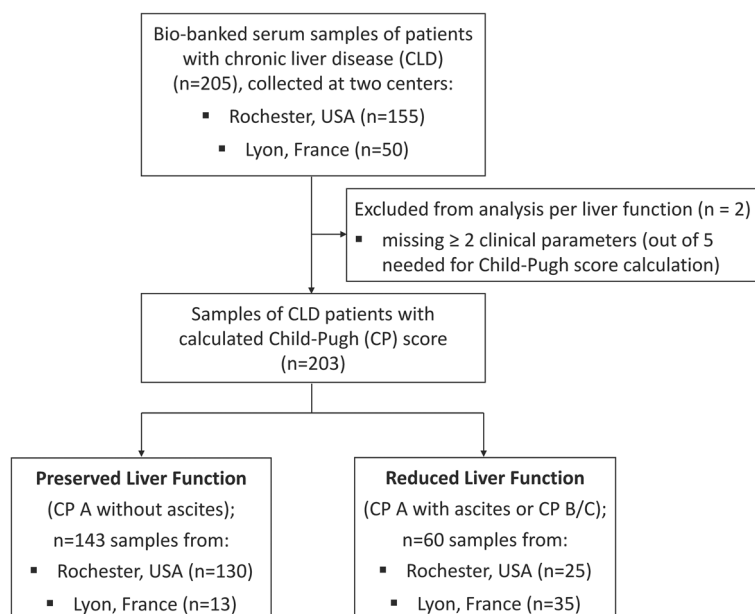 Bio-banked serum samples of patients
with chronic liver disease (CLD)
(n=205), collected at two centers:
▪ Rochester, USA (n=155)
▪ Lyon, France (n=50)
Excluded from analysis per liver function (n = 2)
▪ missing ≥ 2 clinical parameters (out of 5
needed for Child-Pugh score calculation)
Samples of CLD patients with
calculated Child-Pugh (CP) score
(n=203)
Preserved Liver Function
(CP A without ascites);
n=143 samples from:
▪ Rochester, USA (n=130)
▪ Lyon, France (n=13)
Reduced Liver Function
(CP A with ascites or CP B/C);
n=60 samples from:
▪ Rochester, USA (n=25)
▪ Lyon, France (n=35)